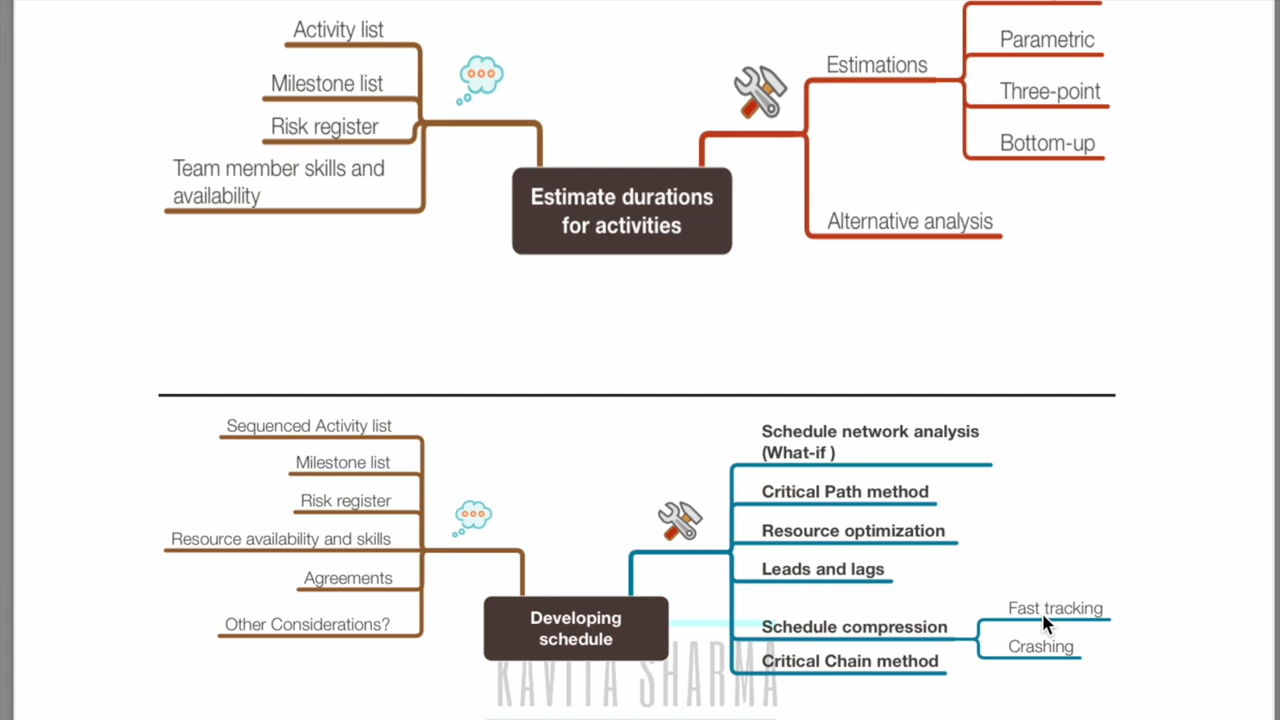 Activity list
Milestone list
Risk register
Team member skills and
availability
Estimate durations
for activities
Estimations
Parametric
Three-point
Bottom-up
Alternative analysis
Sequenced Activity list
Milestone list
Risk register
Resource availability and skills
Agreements
Other Considerations?
Developing
schedule
Schedule network analysis
(What-if )
Critical Path method
Resource optimization
Leads and lags
Schedule compression
Fast tracking
Crashing
Critical Chain method
KAVITA SHARMA